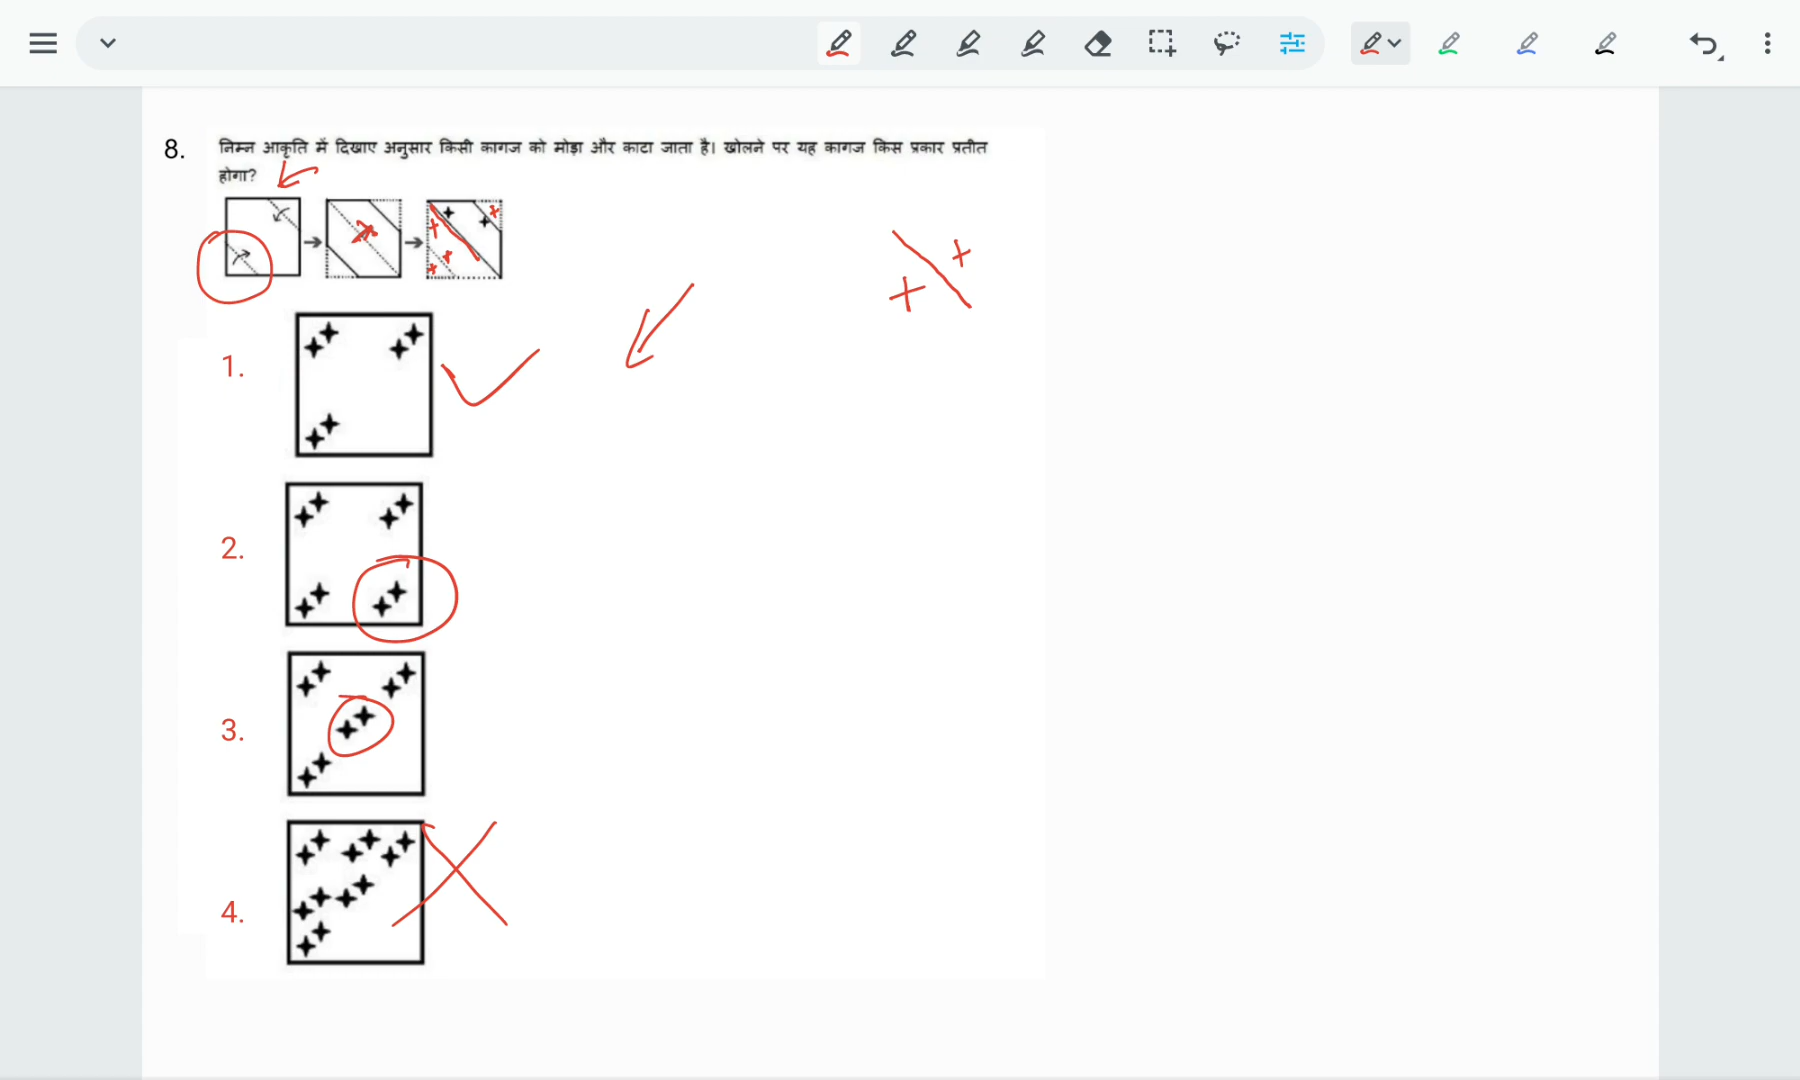 8. निम्न आकृति में दिखाए अनुसार किसी कागज को मोड़ा और काटा जाता है। खोलने पर यह कागज किस प्रकार प्रतीत
होगा?
1.
2.
3.
4.